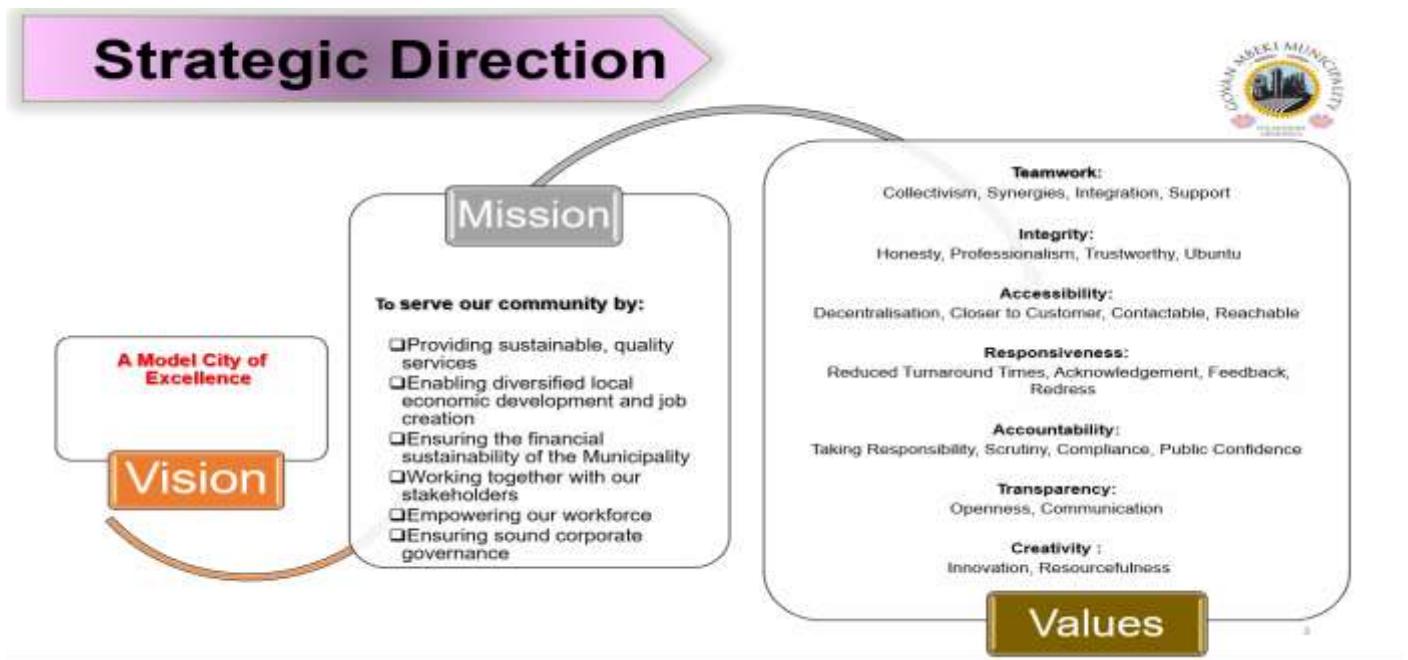 Strategic Direction
GOVAN MBEKI MUNICIPALITY
A Model City of
Excellence
Vision
Mission
To serve our community by:
❑Providing sustainable, quality
services
❑Enabling diversified local
economic development and job
creation
❑Ensuring the financial
sustainability of the Municipality
❑Working together with our
stakeholders
❑Empowering our workforce
❑Ensuring sound corporate
governance
Teamwork:
Collectivism, Synergies, Integration, Support
Integrity:
Honesty, Professionalism, Trustworthy, Ubuntu
Accessibility:
Decentralisation, Closer to Customer, Contactable, Reachable
Responsiveness:
Reduced Turnaround Times, Acknowledgement, Feedback,
Redress
Accountability:
Taking Responsibility, Scrutiny, Compliance, Public Confidence
Transparency:
Openness, Communication
Creativity :
Innovation, Resourcefulness
Values